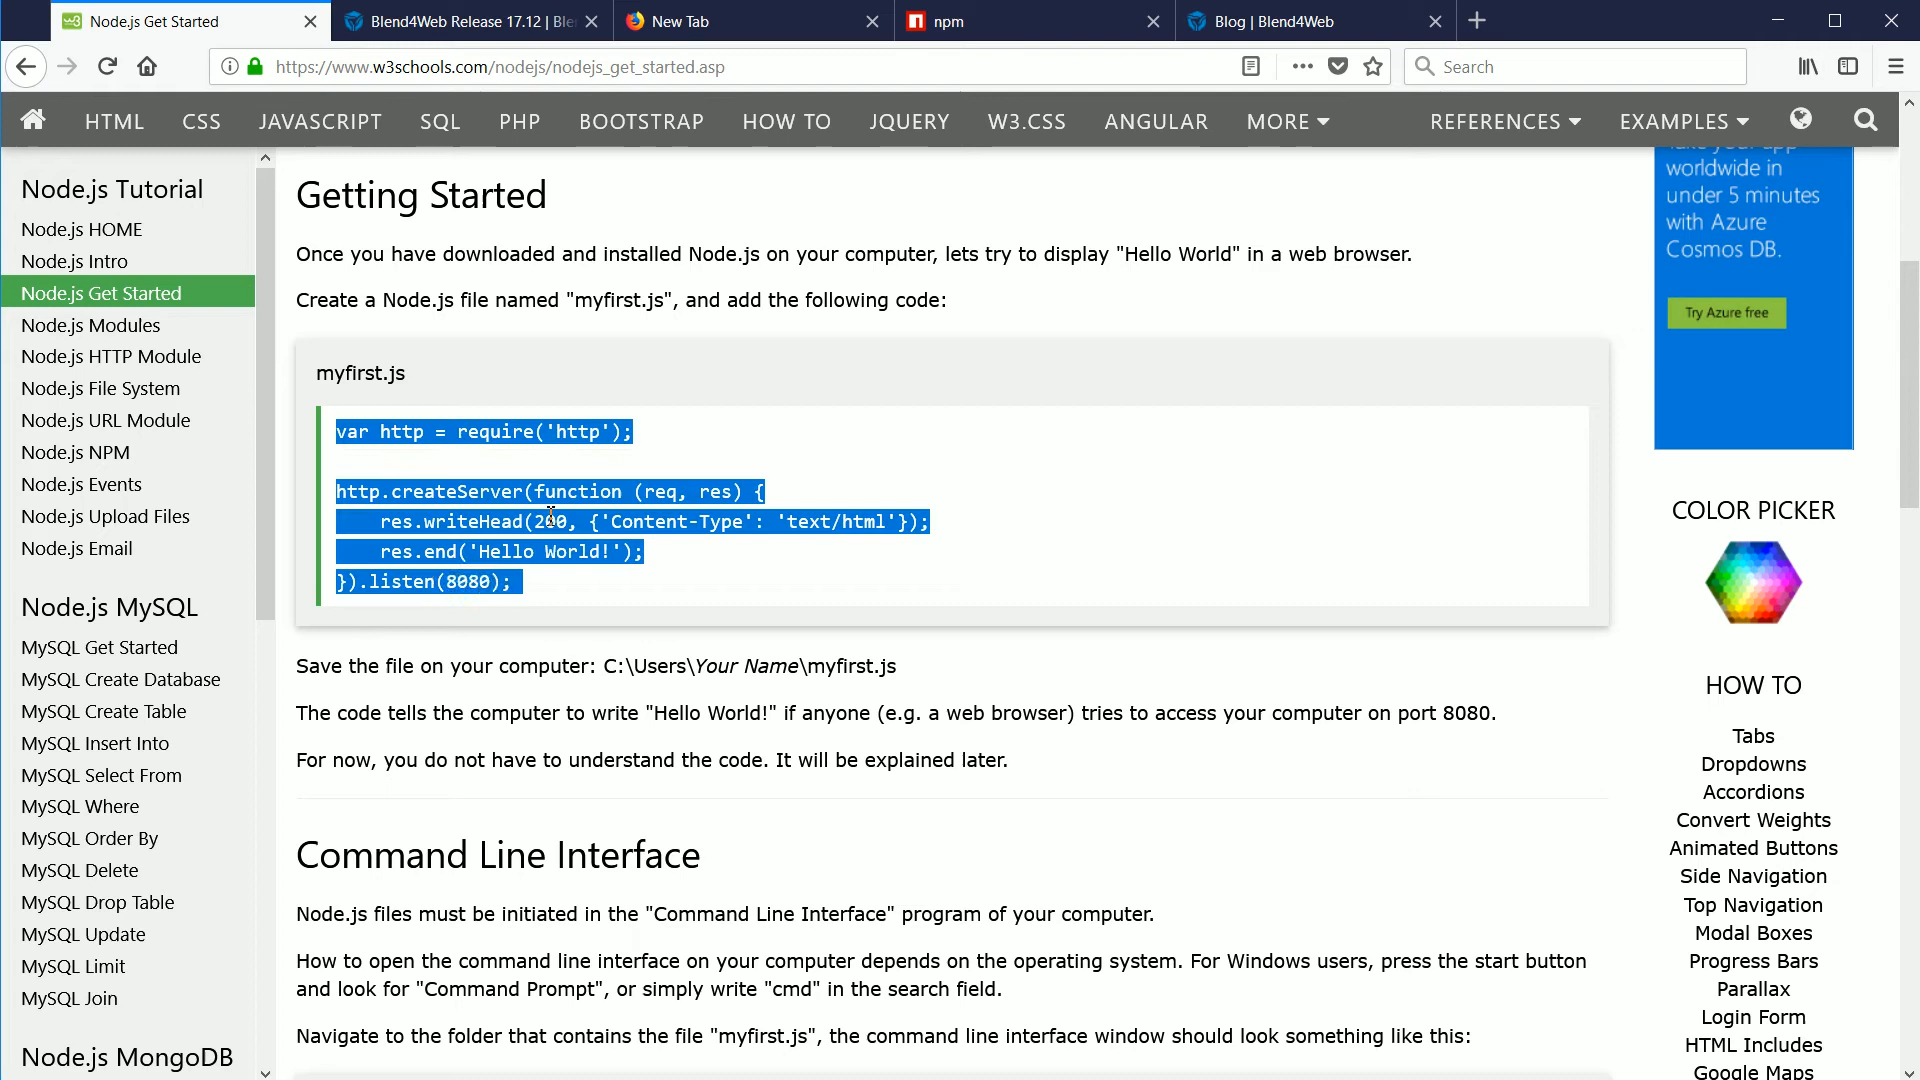 Node.js Get Started
Blend4Web Release 17.12 | Ble
New Tab
npm
Blog | Blend4Web
https://www.w3schools.com/nodejs/nodejs_get_started.asp
Search
HTML CSS JAVASCRIPT SQL PHP BOOTSTRAP HOW TO JQUERY W3.CSS ANGULAR MORE REFERENCES EXAMPLES
Node.js Tutorial
Node.js HOME
Node.js Intro
Node.js Get Started
Node.js Modules
Node.js HTTP Module
Node.js File System
Node.js URL Module
Node.js NPM
Node.js Events
Node.js Upload Files
Node.js Email
Node.js MySQL
MySQL Get Started
MySQL Create Database
MySQL Create Table
MySQL Insert Into
MySQL Select From
MySQL Where
MySQL Order By
MySQL Delete
MySQL Drop Table
MySQL Update
MySQL Limit
MySQL Join
Node.js MongoDB
Getting Started
Once you have downloaded and installed Node.js on your computer, lets try to display "Hello World" in a web browser.
Create a Node.js file named "myfirst.js", and add the following code:
myfirst.js
var http = require('http');
http.createServer(function (req, res) {
    res.writeHead(200, {'Content-Type': 'text/html'});
    res.end('Hello World!');
}).listen(8080);
Save the file on your computer: C:\Users\Your Name\myfirst.js
The code tells the computer to write "Hello World!" if anyone (e.g. a web browser) tries to access your computer on port 8080.
For now, you do not have to understand the code. It will be explained later.
Command Line Interface
Node.js files must be initiated in the "Command Line Interface" program of your computer.
How to open the command line interface on your computer depends on the operating system. For Windows users, press the start button
and look for "Command Prompt", or simply write "cmd" in the search field.
Navigate to the folder that contains the file "myfirst.js", the command line interface window should look something like this:
Take your app
worldwide in
under 5 minutes
with Azure
Cosmos DB.
Try Azure free
COLOR PICKER
HOW TO
Tabs
Dropdowns
Accordions
Convert Weights
Animated Buttons
Side Navigation
Top Navigation
Modal Boxes
Progress Bars
Parallax
Login Form
HTML Includes
Google Maps